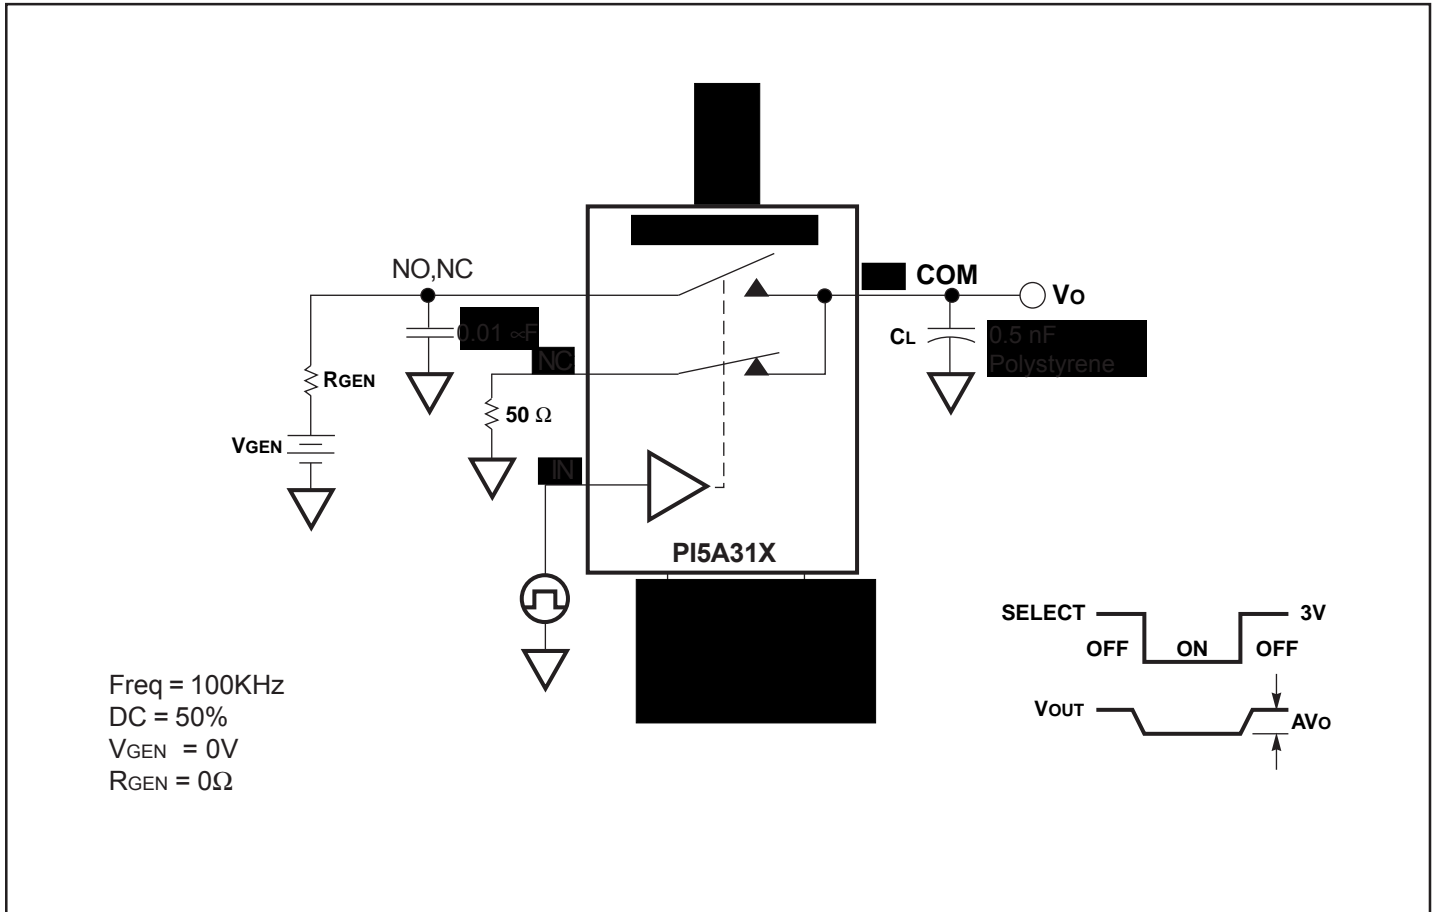 NO,NC
COM
VO
0.01 ∝F
CL
0.5 nF
Polystyrene
NC
RGEN
50 Ω
VGEN
IN
PI5A31X
SELECT
3V
OFF
ON
OFF
VOUT
AVO
Freq = 100KHz
DC = 50%
VGEN = 0V
RGEN = 0Ω